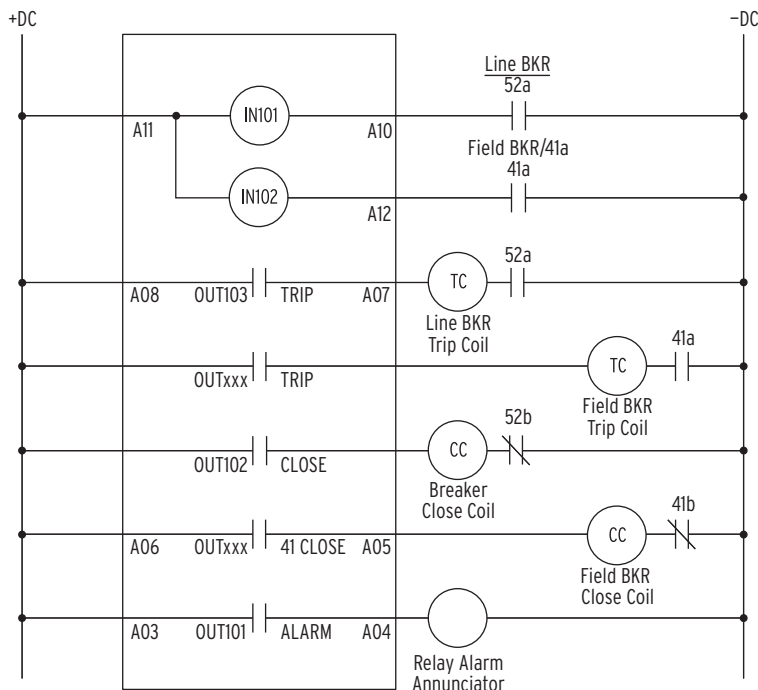 +DC
−DC
Line BKR
52a
IN101
A11
A10
Field BKR/41a
41a
IN102
A12
52a
A08 OUT103 TRIP A07 TC
Line BKR
Trip Coil
41a
OUTxxx TRIP TC
Field BKR
Trip Coil
52b
OUT102 CLOSE CC
Breaker
Close Coil
41b
A06 OUTxxx 41 CLOSE A05 CC
Field BKR
Close Coil
A03 OUT101 ALARM A04
Relay Alarm
Annunciator